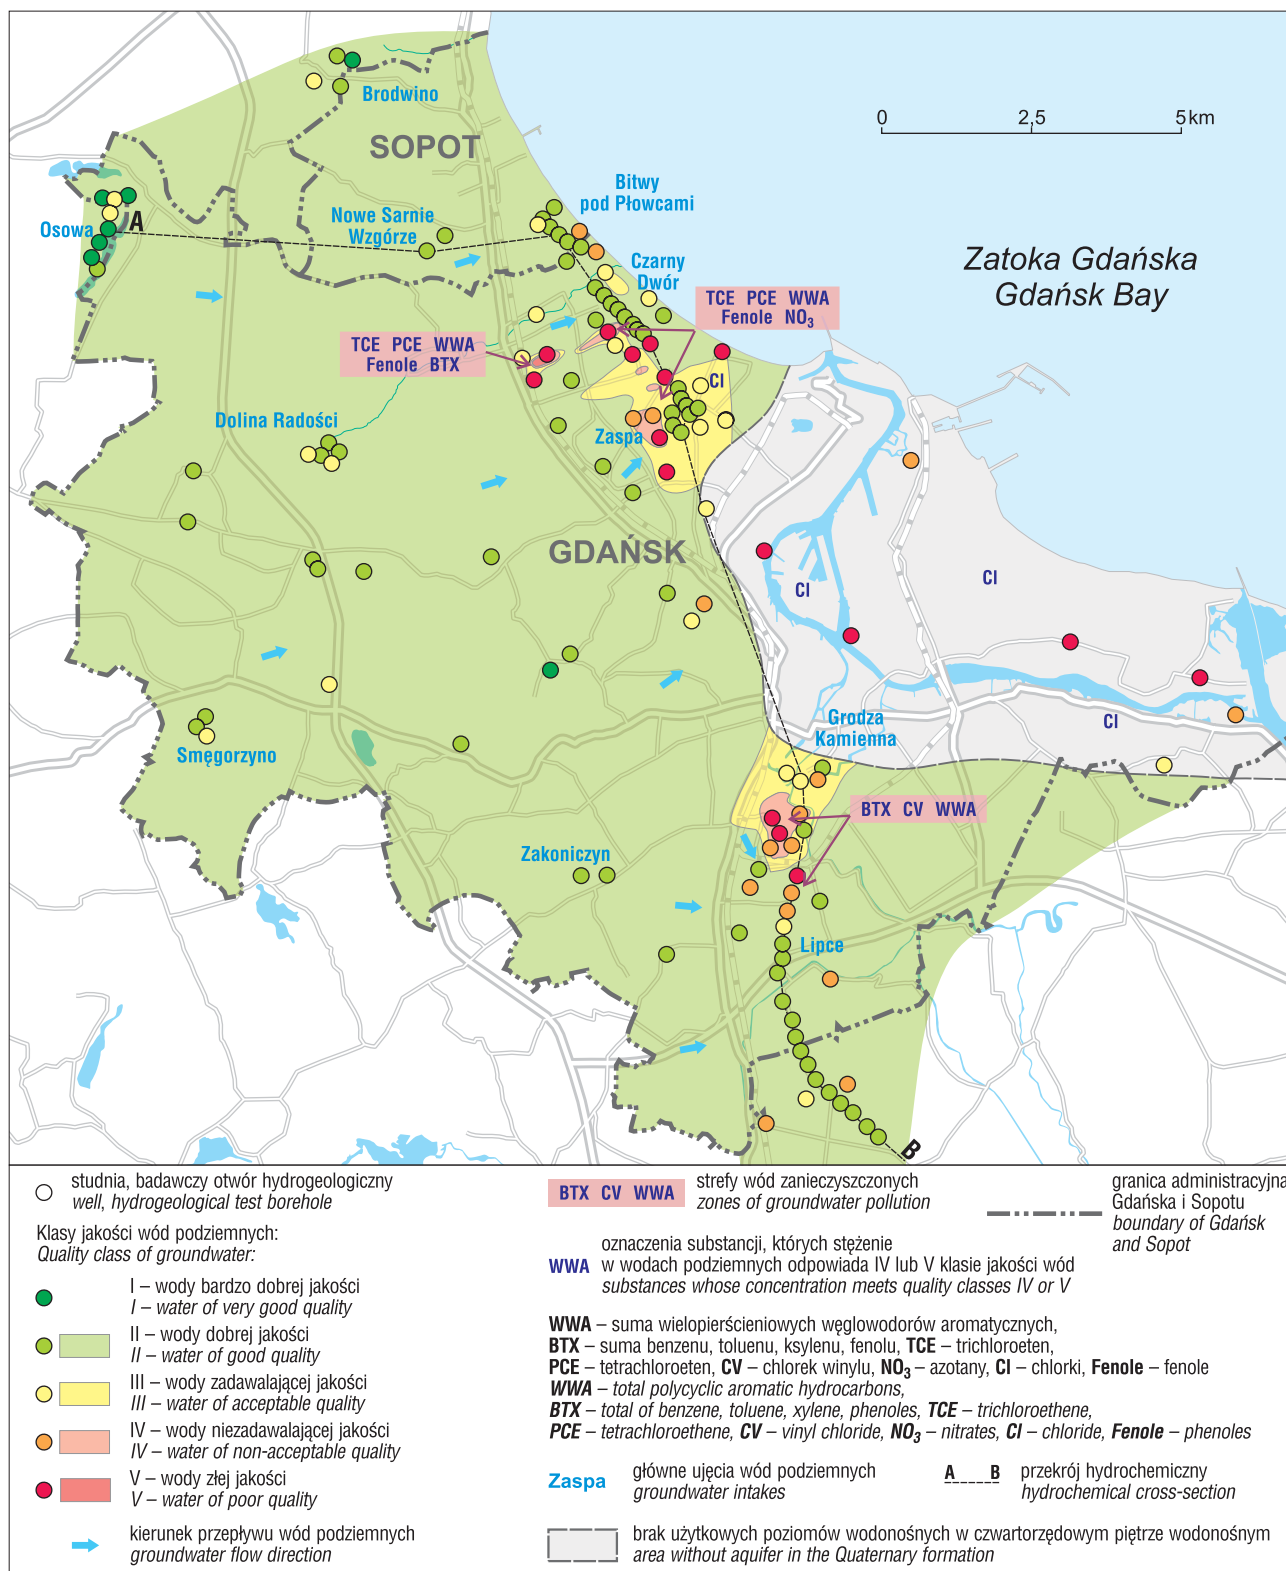 0 2,5 5 km
Brodwino
SOPOT
Bitwy
pod Płowcami
A
Osowa
Nowe Sarnie
Wzgórze
Czarny
Dwór
Zatoka Gdańska
Gdańsk Bay
TCE PCE WWA
Fenole NO₃
TCE PCE WWA
Fenole BTX
Cl
Dolina Radości
Zaspa
GDAŃSK
Cl
Cl
Grodza
Kamienna
Cl
Smęgorzyno
BTX CV WWA
Zakoniczyn
Lipce
B
studnia, badawczy otwór hydrogeologiczny
well, hydrogeological test borehole
Klasy jakości wód podziemnych:
Quality class of groundwater:
I – wody bardzo dobrej jakości
I – water of very good quality
II – wody dobrej jakości
II – water of good quality
III – wody zadawalającej jakości
III – water of acceptable quality
IV – wody niezadawalającej jakości
IV – water of non-acceptable quality
V – wody złej jakości
V – water of poor quality
kierunek przepływu wód podziemnych
groundwater flow direction
BTX CV WWA
strefy wód zanieczyszczonych
zones of groundwater pollution
granica administracyjna
Gdańska i Sopotu
boundary of Gdańsk
and Sopot
WWA
oznaczenia substancji, których stężenie
w wodach podziemnych odpowiada IV lub V klasie jakości wód
substances whose concentration meets quality classes IV or V
WWA – suma wielopierścieniowych węglowodorów aromatycznych,
BTX – suma benzenu, toluenu, ksylenu, fenolu, TCE – trichloroeten,
PCE – tetrachloroeten, CV – chlorek winylu, NO₃ – azotany, Cl – chlorki, Fenole – fenole
WWA – total polycyclic aromatic hydrocarbons,
BTX – total of benzene, toluene, xylene, phenoles, TCE – trichloroethene,
PCE – tetrachloroethene, CV – vinyl chloride, NO₃ – nitrates, Cl – chloride, Fenole – phenoles
Zaspa
główne ujęcia wód podziemnych
groundwater intakes
A B
przekrój hydrochemiczny
hydrochemical cross-section
brak użytkowych poziomów wodonośnych w czwartorzędowym piętrze wodonośnym
area without aquifer in the Quaternary formation